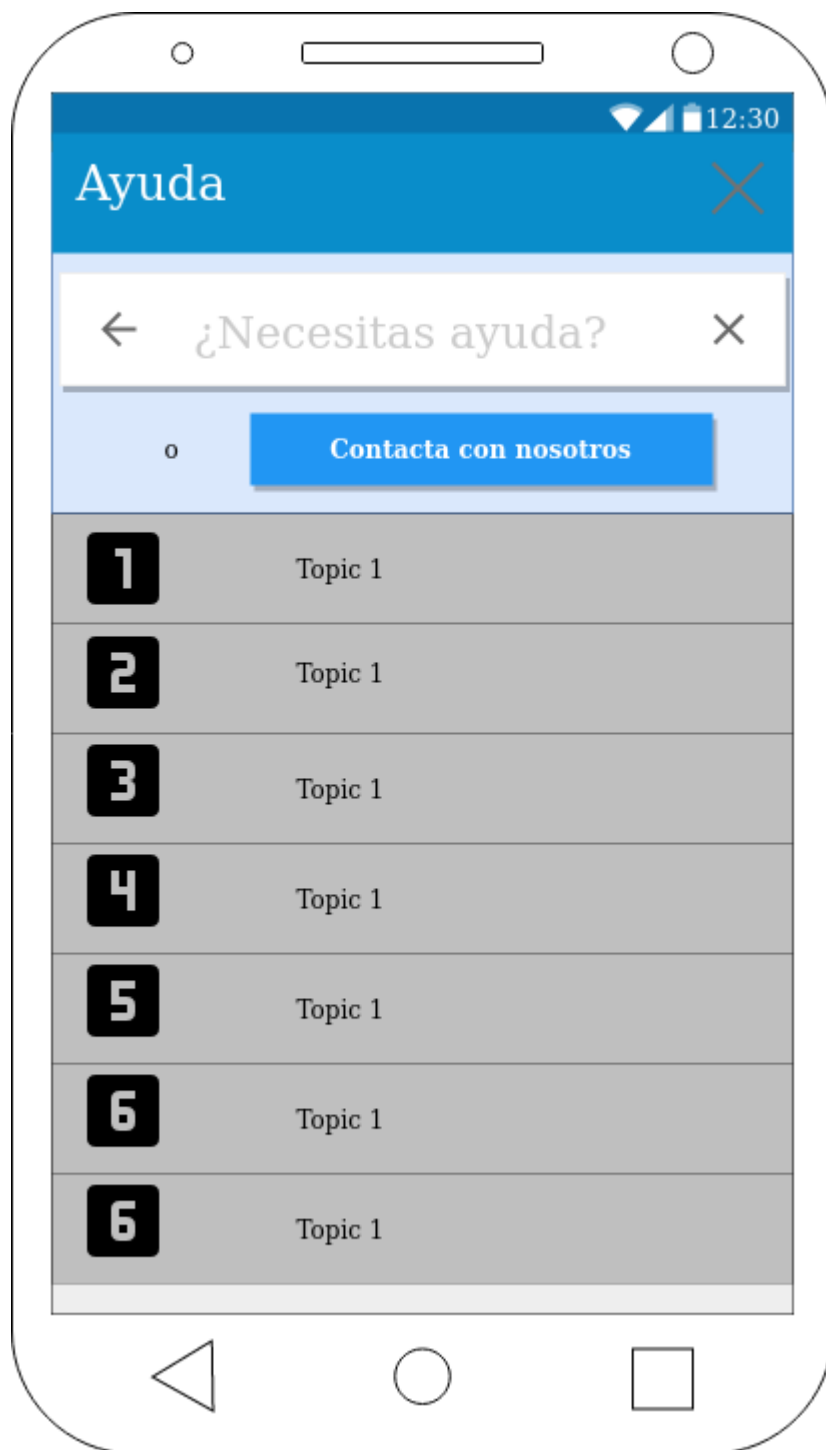 12:30
Ayuda
¿Necesitas ayuda?
o Contacta con nosotros
1 Topic 1
2 Topic 1
3 Topic 1
4 Topic 1
5 Topic 1
6 Topic 1
6 Topic 1